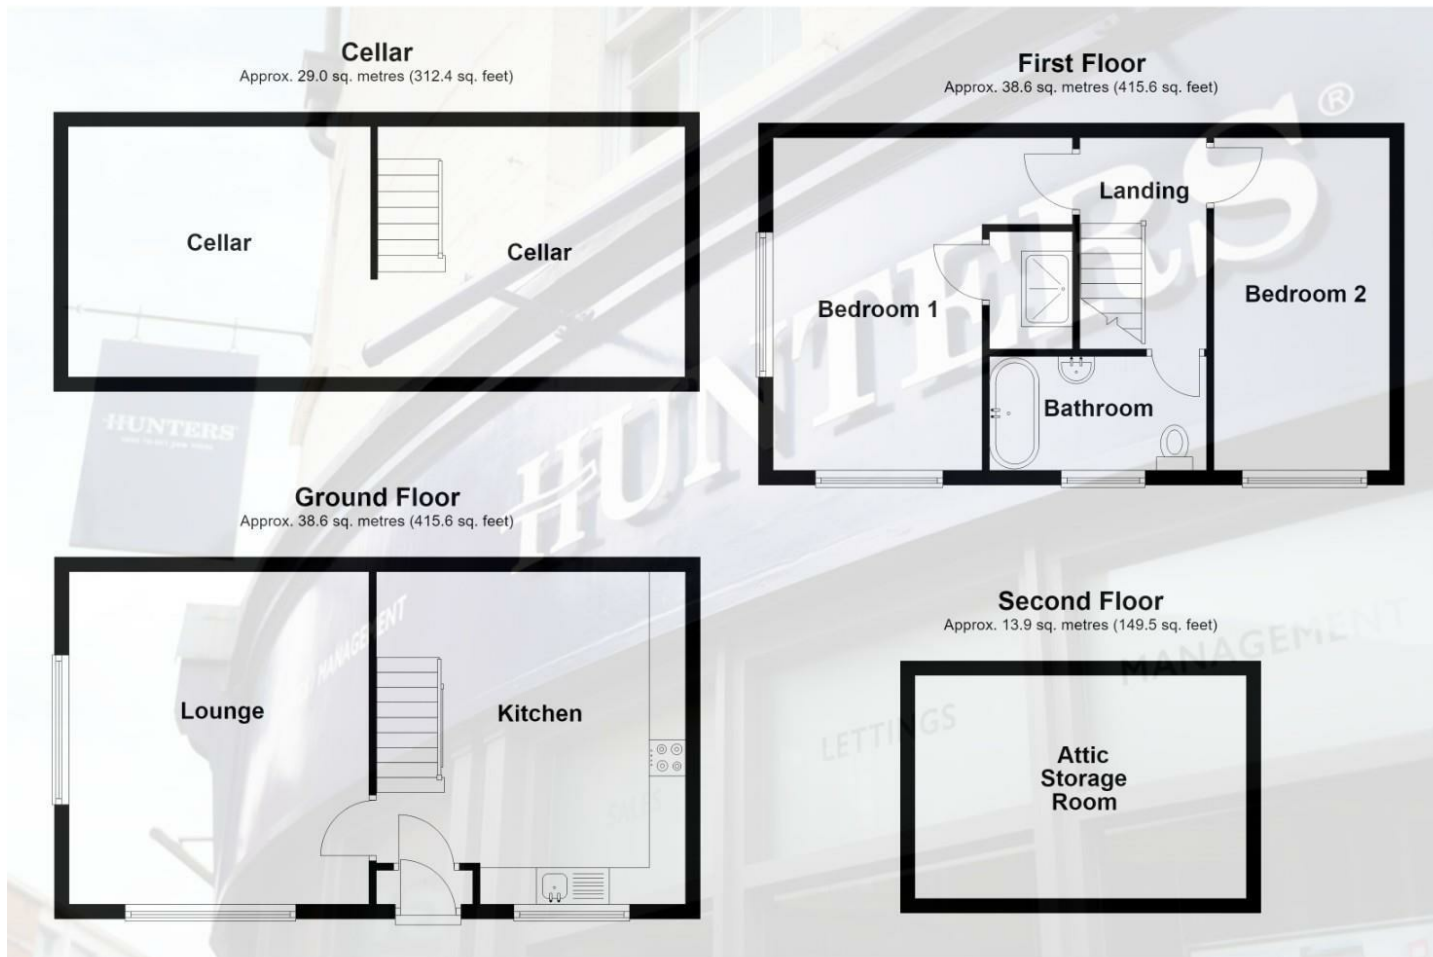 Cellar
Approx. 29.0 sq. metres (312.4 sq. feet)
Cellar
Cellar
First Floor
Approx. 38.6 sq. metres (415.6 sq. feet)
Landing
Bedroom 1
Bedroom 2
Bathroom
Ground Floor
Approx. 38.6 sq. metres (415.6 sq. feet)
Lounge
Kitchen
Second Floor
Approx. 13.9 sq. metres (149.5 sq. feet)
Attic
Storage
Room
HUNTERS®
HUNTERS
MANAGEMENT
SALES
LETTINGS
MANAGEMENT